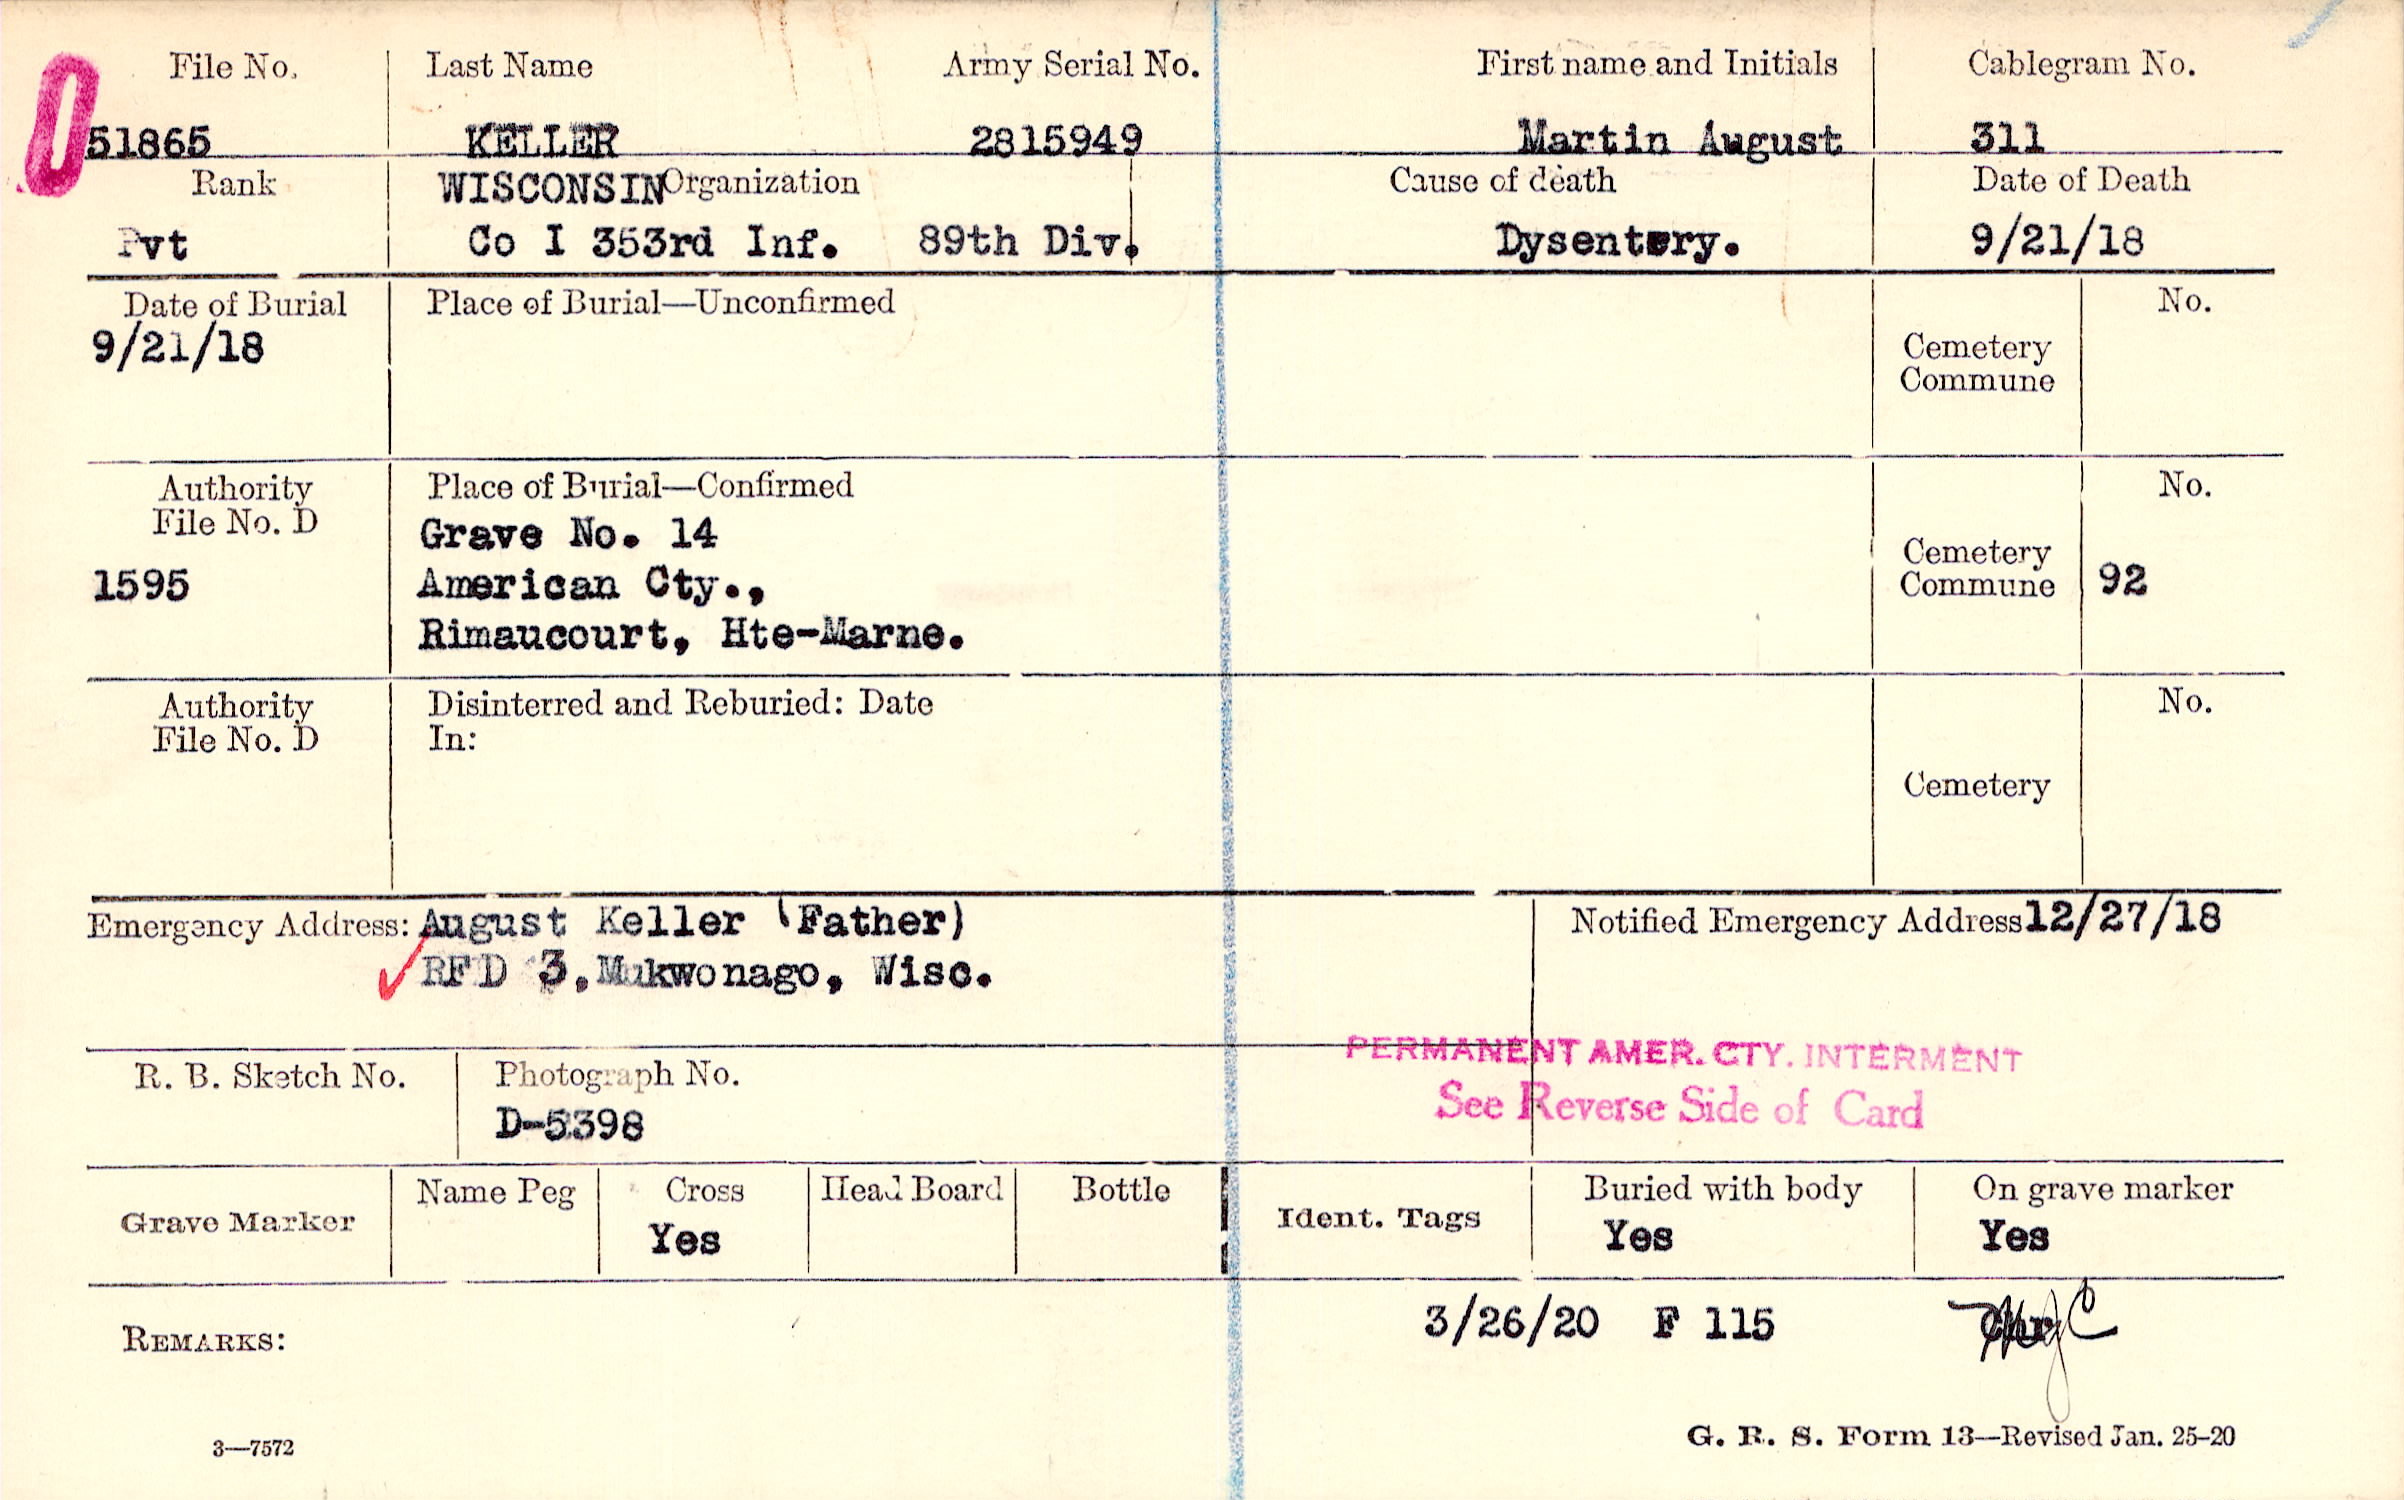 File No. Last Name Army Serial No. First name and Initials Cablegram No.
0 51865 KELLER 2815949 Martin August 311
Rank WISCONSIN Organization Cause of death Date of Death
Pvt Co I 353rd Inf. 89th Div. Dysentery. 9/21/18
Date of Burial Place of Burial—Unconfirmed No.
9/21/18
Cemetery
Commune
Authority Place of Burial—Confirmed No.
File No. D
Grave No. 14
1595 American Cty., Cemetery
Commune 92
Rimaucourt, Hte-Marne.
Authority Disinterred and Reburied: Date No.
File No. D In:
Cemetery
Emergency Address: August Keller (Father) Notified Emergency Address 12/27/18
RFD 3, Mukwonago, Wisc.
PERMANENT AMER. CTY. INTERMENT
See Reverse Side of Card
R. B. Sketch No. Photograph No.
D-5398
Grave Marker Name Peg Cross Head Board Bottle Ident. Tags Buried with body On grave marker
Yes Yes Yes
3/26/20 F 115
REMARKS:
3—7572 G. R. S. Form 13—Revised Jan. 25-20